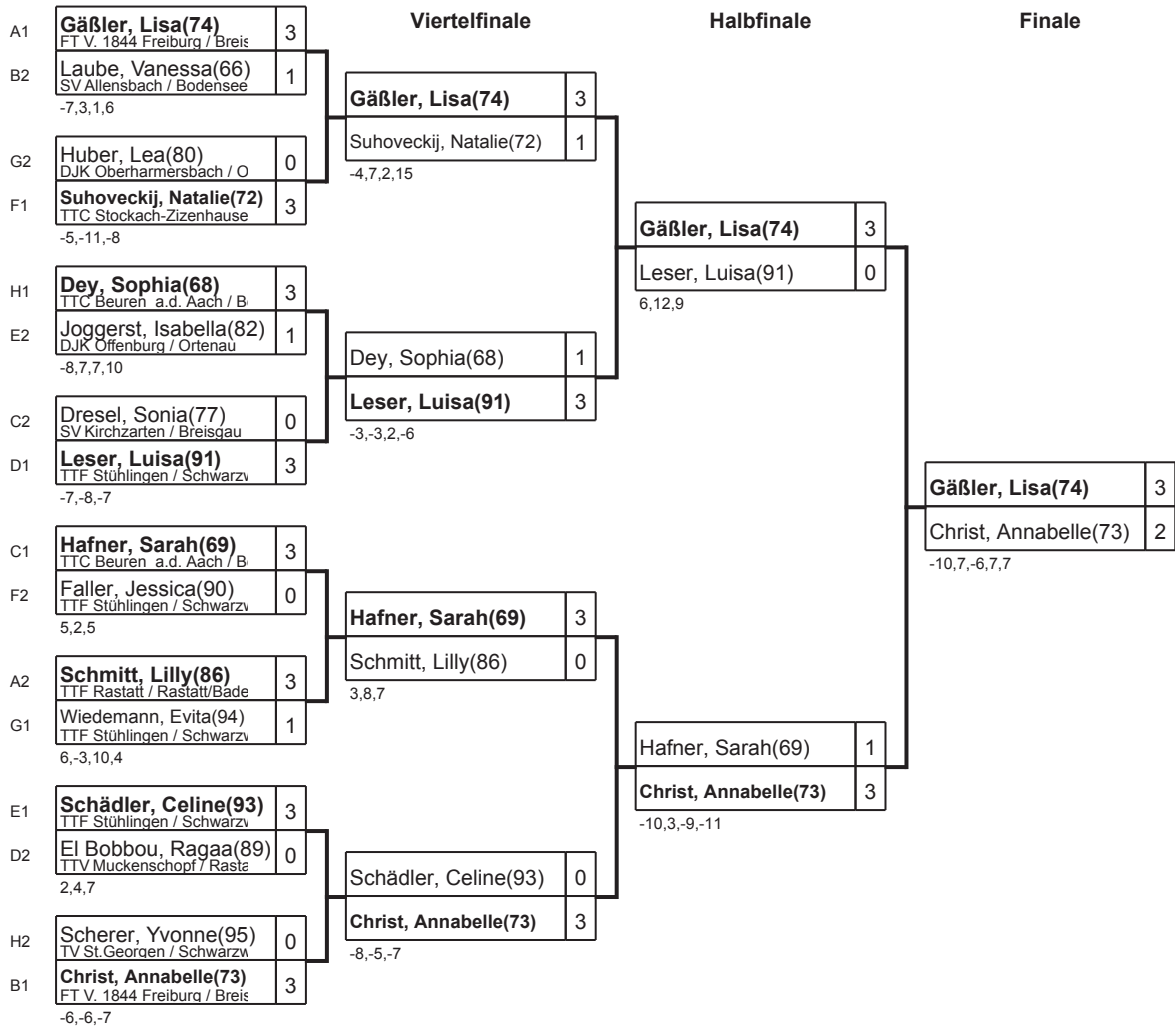 Viertelfinale Halbfinale Finale
A1 Gäßler, Lisa(74) 3
FT V. 1844 Freiburg / Breis
B2 Laube, Vanessa(66) 1
SV Allensbach / Bodensee
-7,3,1,6
G2 Huber, Lea(80) 0
DJK Oberharmersbach / O
F1 Suhoveckij, Natalie(72) 3
TTC Stockach-Zizenhause
-5,-11,-8
H1 Dey, Sophia(68) 3
TTC Beuren a.d. Aach / B
E2 Joggerst, Isabella(82) 1
DJK Offenburg / Ortenau
-8,7,7,10
C2 Dresel, Sonia(77) 0
SV Kirchzarten / Breisgau
D1 Leser, Luisa(91) 3
TTF Stühlingen / Schwarzw
-7,-8,-7
C1 Hafner, Sarah(69) 3
TTC Beuren a.d. Aach / B
F2 Faller, Jessica(90) 0
TTF Stühlingen / Schwarzw
5,2,5
A2 Schmitt, Lilly(86) 3
TTF Rastatt / Rastatt/Bade
G1 Wiedemann, Evita(94) 1
TTF Stühlingen / Schwarzw
6,-3,10,4
E1 Schädler, Celine(93) 3
TTF Stühlingen / Schwarzw
D2 El Bobbou, Ragaa(89) 0
TTV Muckenschopf / Rasta
2,4,7
H2 Scherer, Yvonne(95) 0
TV St.Georgen / Schwarzw
B1 Christ, Annabelle(73) 3
FT V. 1844 Freiburg / Breis
-6,-6,-7
Gäßler, Lisa(74) 3
Suhoveckij, Natalie(72) 1
-4,7,2,15
Dey, Sophia(68) 1
Leser, Luisa(91) 3
-3,-3,2,-6
Hafner, Sarah(69) 3
Schmitt, Lilly(86) 0
3,8,7
Schädler, Celine(93) 0
Christ, Annabelle(73) 3
-8,-5,-7
Gäßler, Lisa(74) 3
Leser, Luisa(91) 0
6,12,9
Hafner, Sarah(69) 1
Christ, Annabelle(73) 3
-10,3,-9,-11
Gäßler, Lisa(74) 3
Christ, Annabelle(73) 2
-10,7,-6,7,7